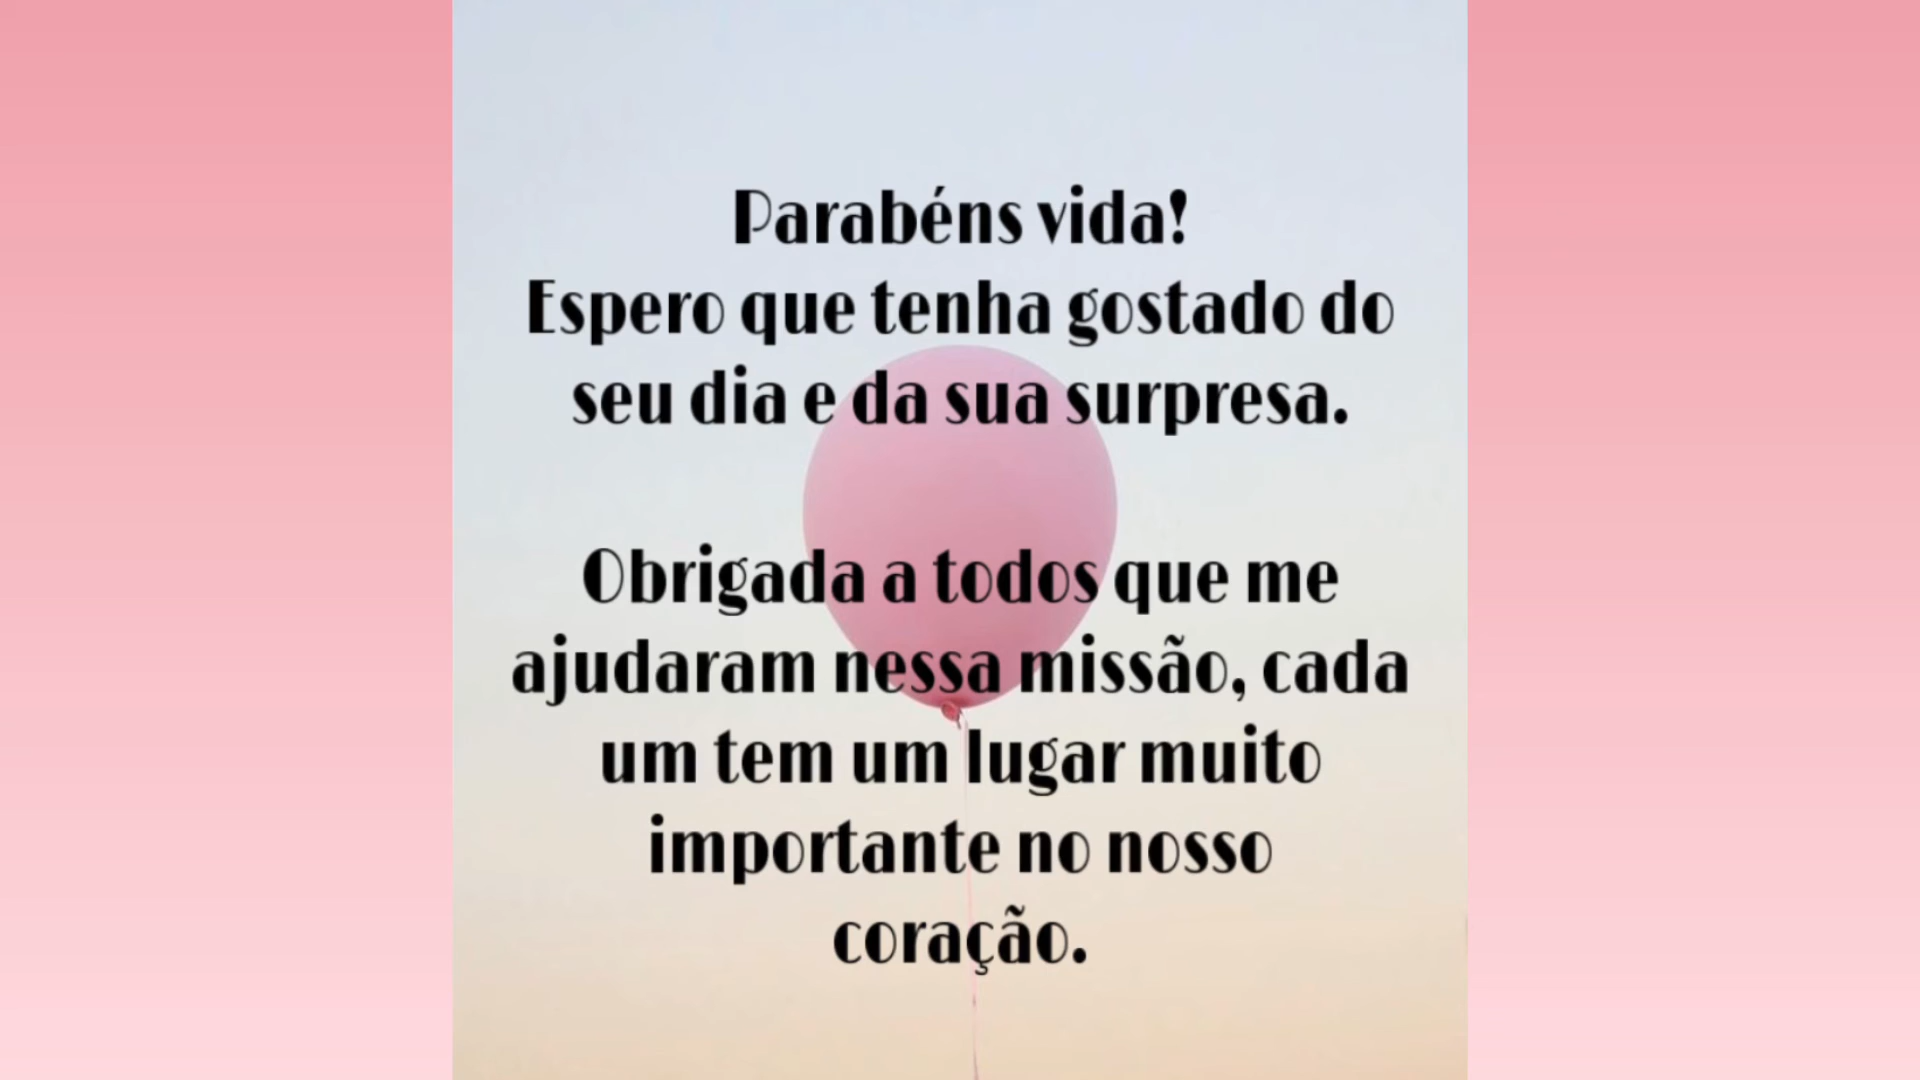 Parabéns vida!
Espero que tenha gostado do
seu dia e da sua surpresa.
Obrigada a todos que me
ajudaram nessa missão, cada
um tem um lugar muito
importante no nosso
coração.